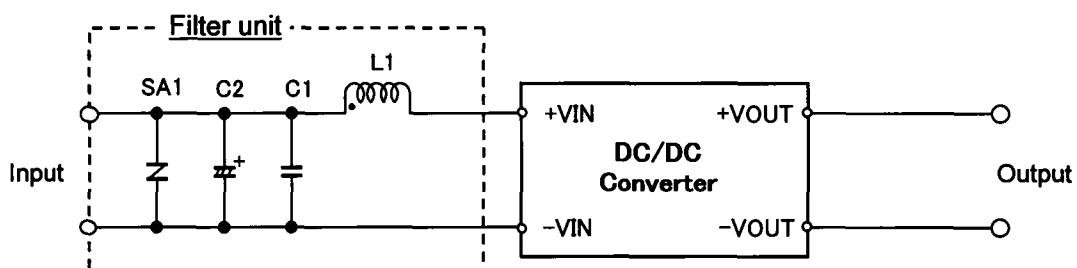 Filter unit
L1
SA1 C2 C1
+
+VIN +VOUT
DC/DC
Input Converter Output
-VIN -VOUT